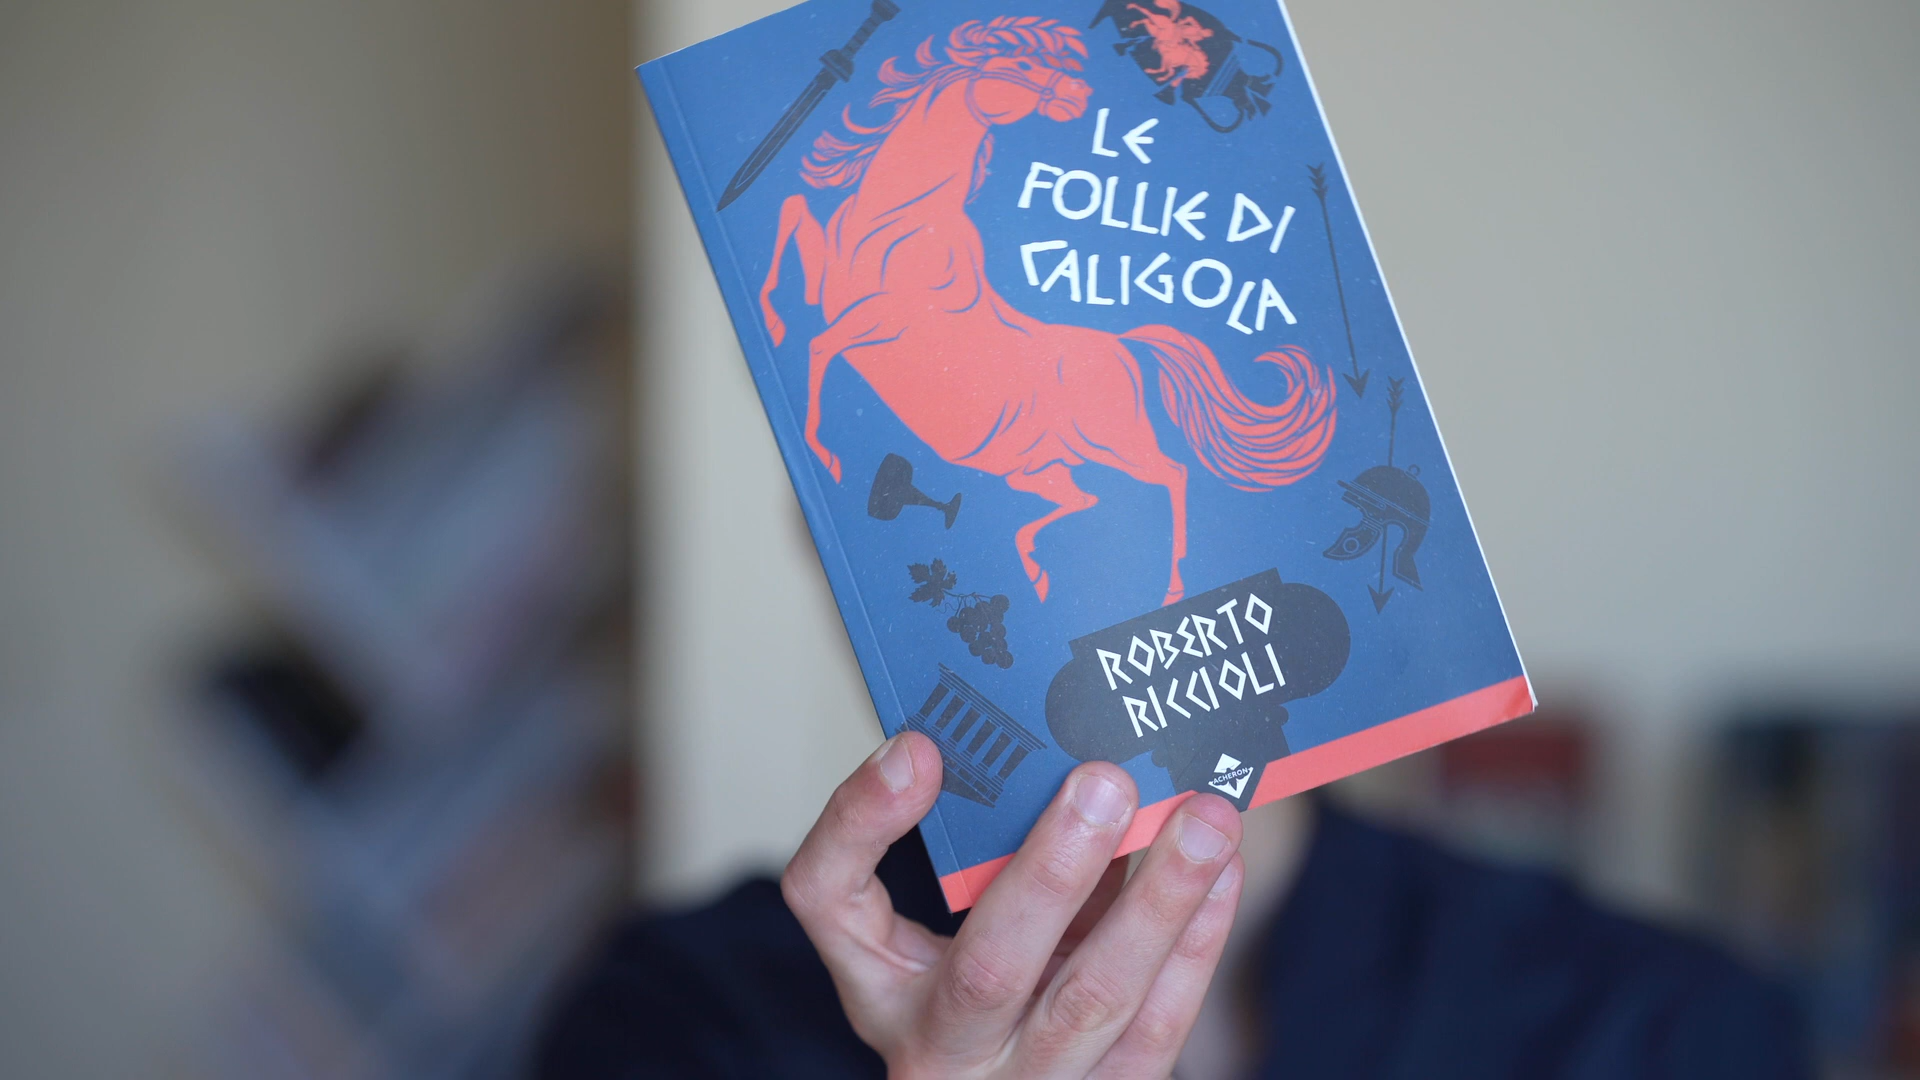 LE
FOLLIE DI
CALIGOLA
ROBERTO
RICCIOLI
ACHERON